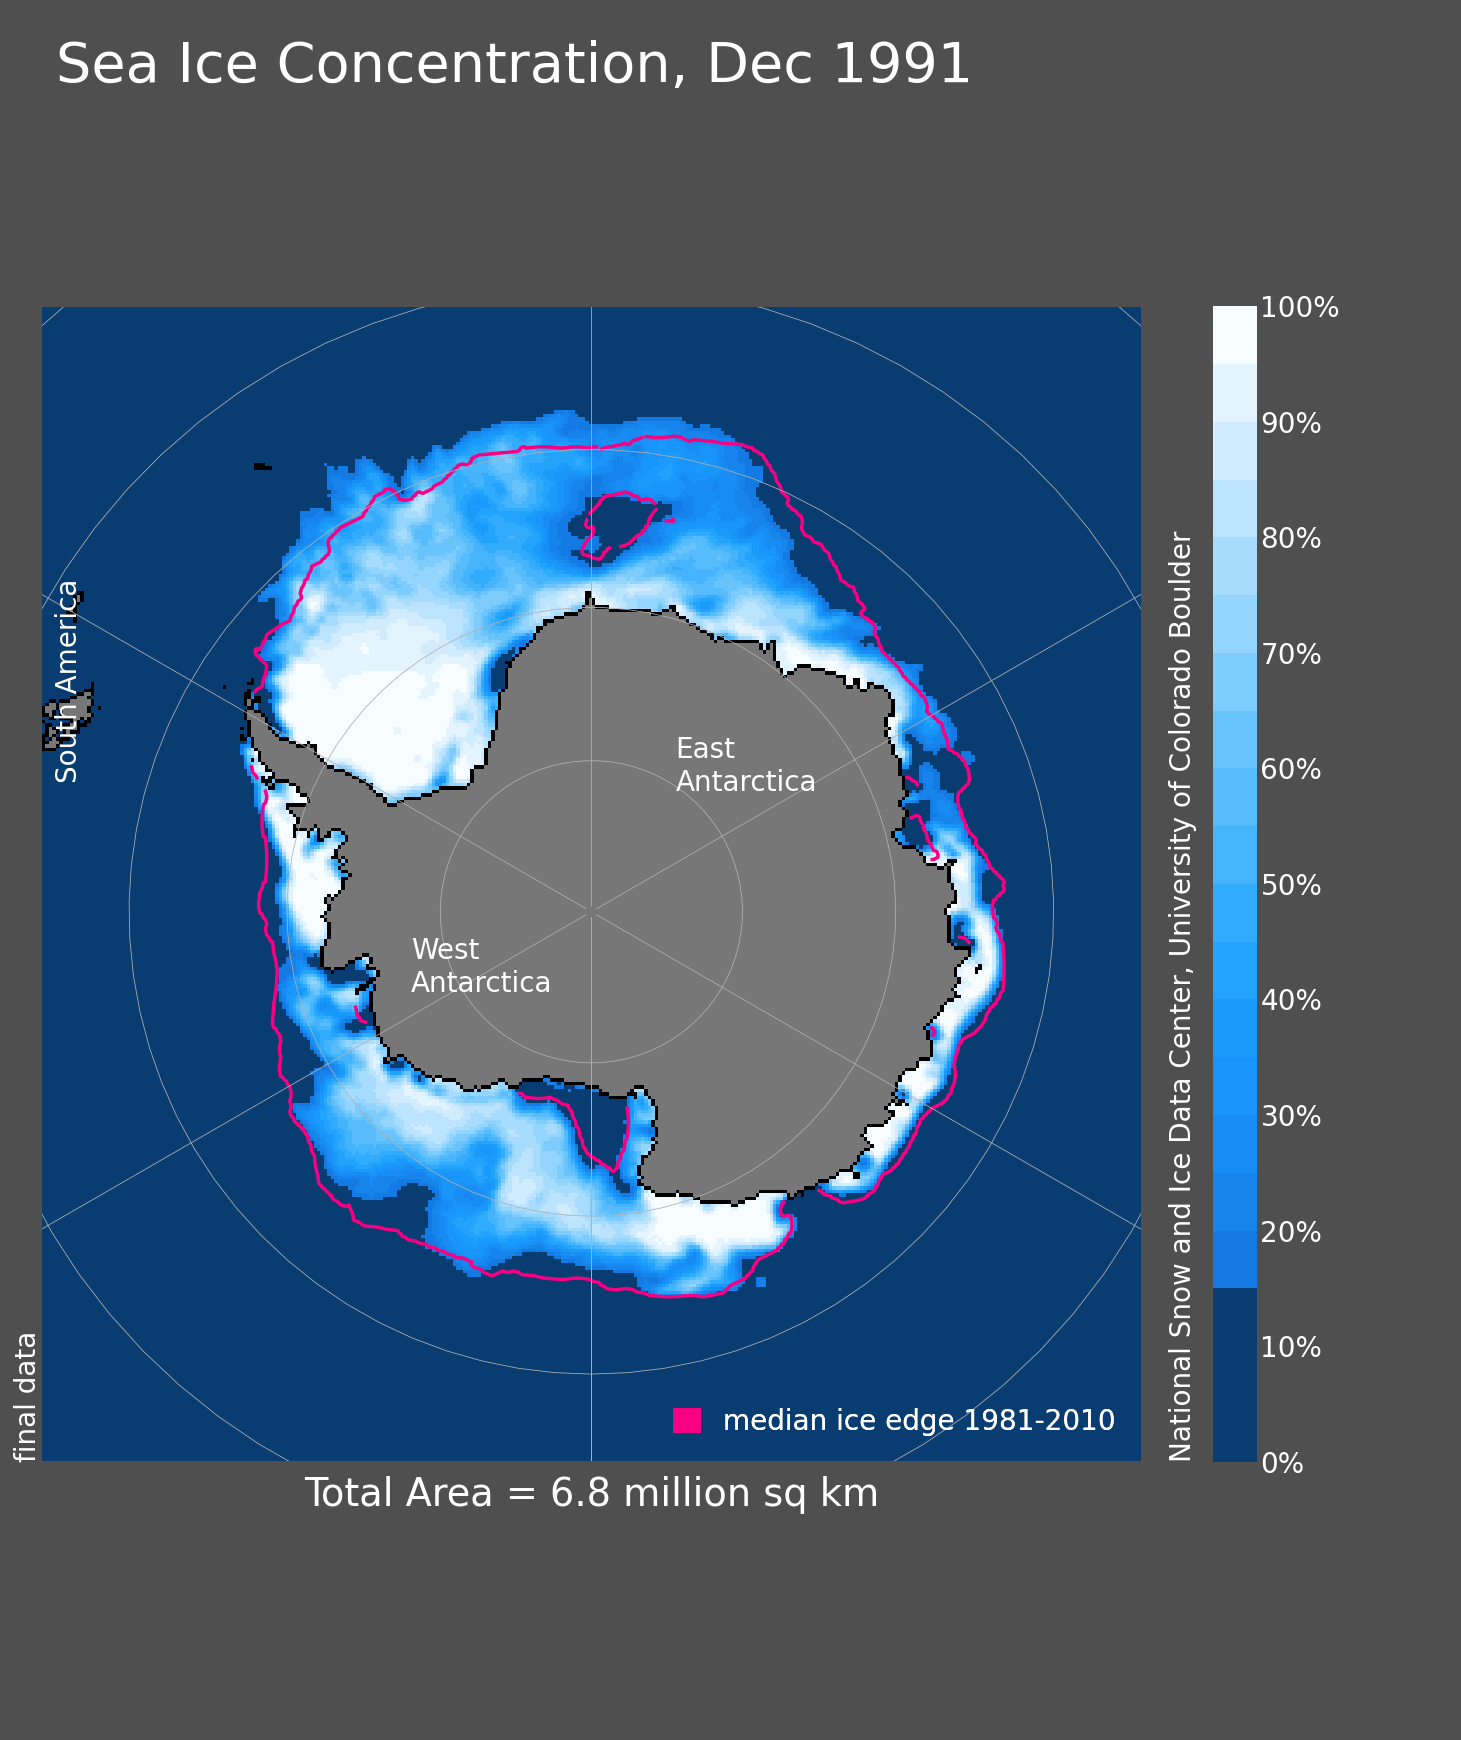 Sea Ice Concentration, Dec 1991
South America
East
Antarctica
West
Antarctica
final data
median ice edge 1981-2010
Total Area = 6.8 million sq km
National Snow and Ice Data Center, University of Colorado Boulder
100%
90%
80%
70%
60%
50%
40%
30%
20%
10%
0%